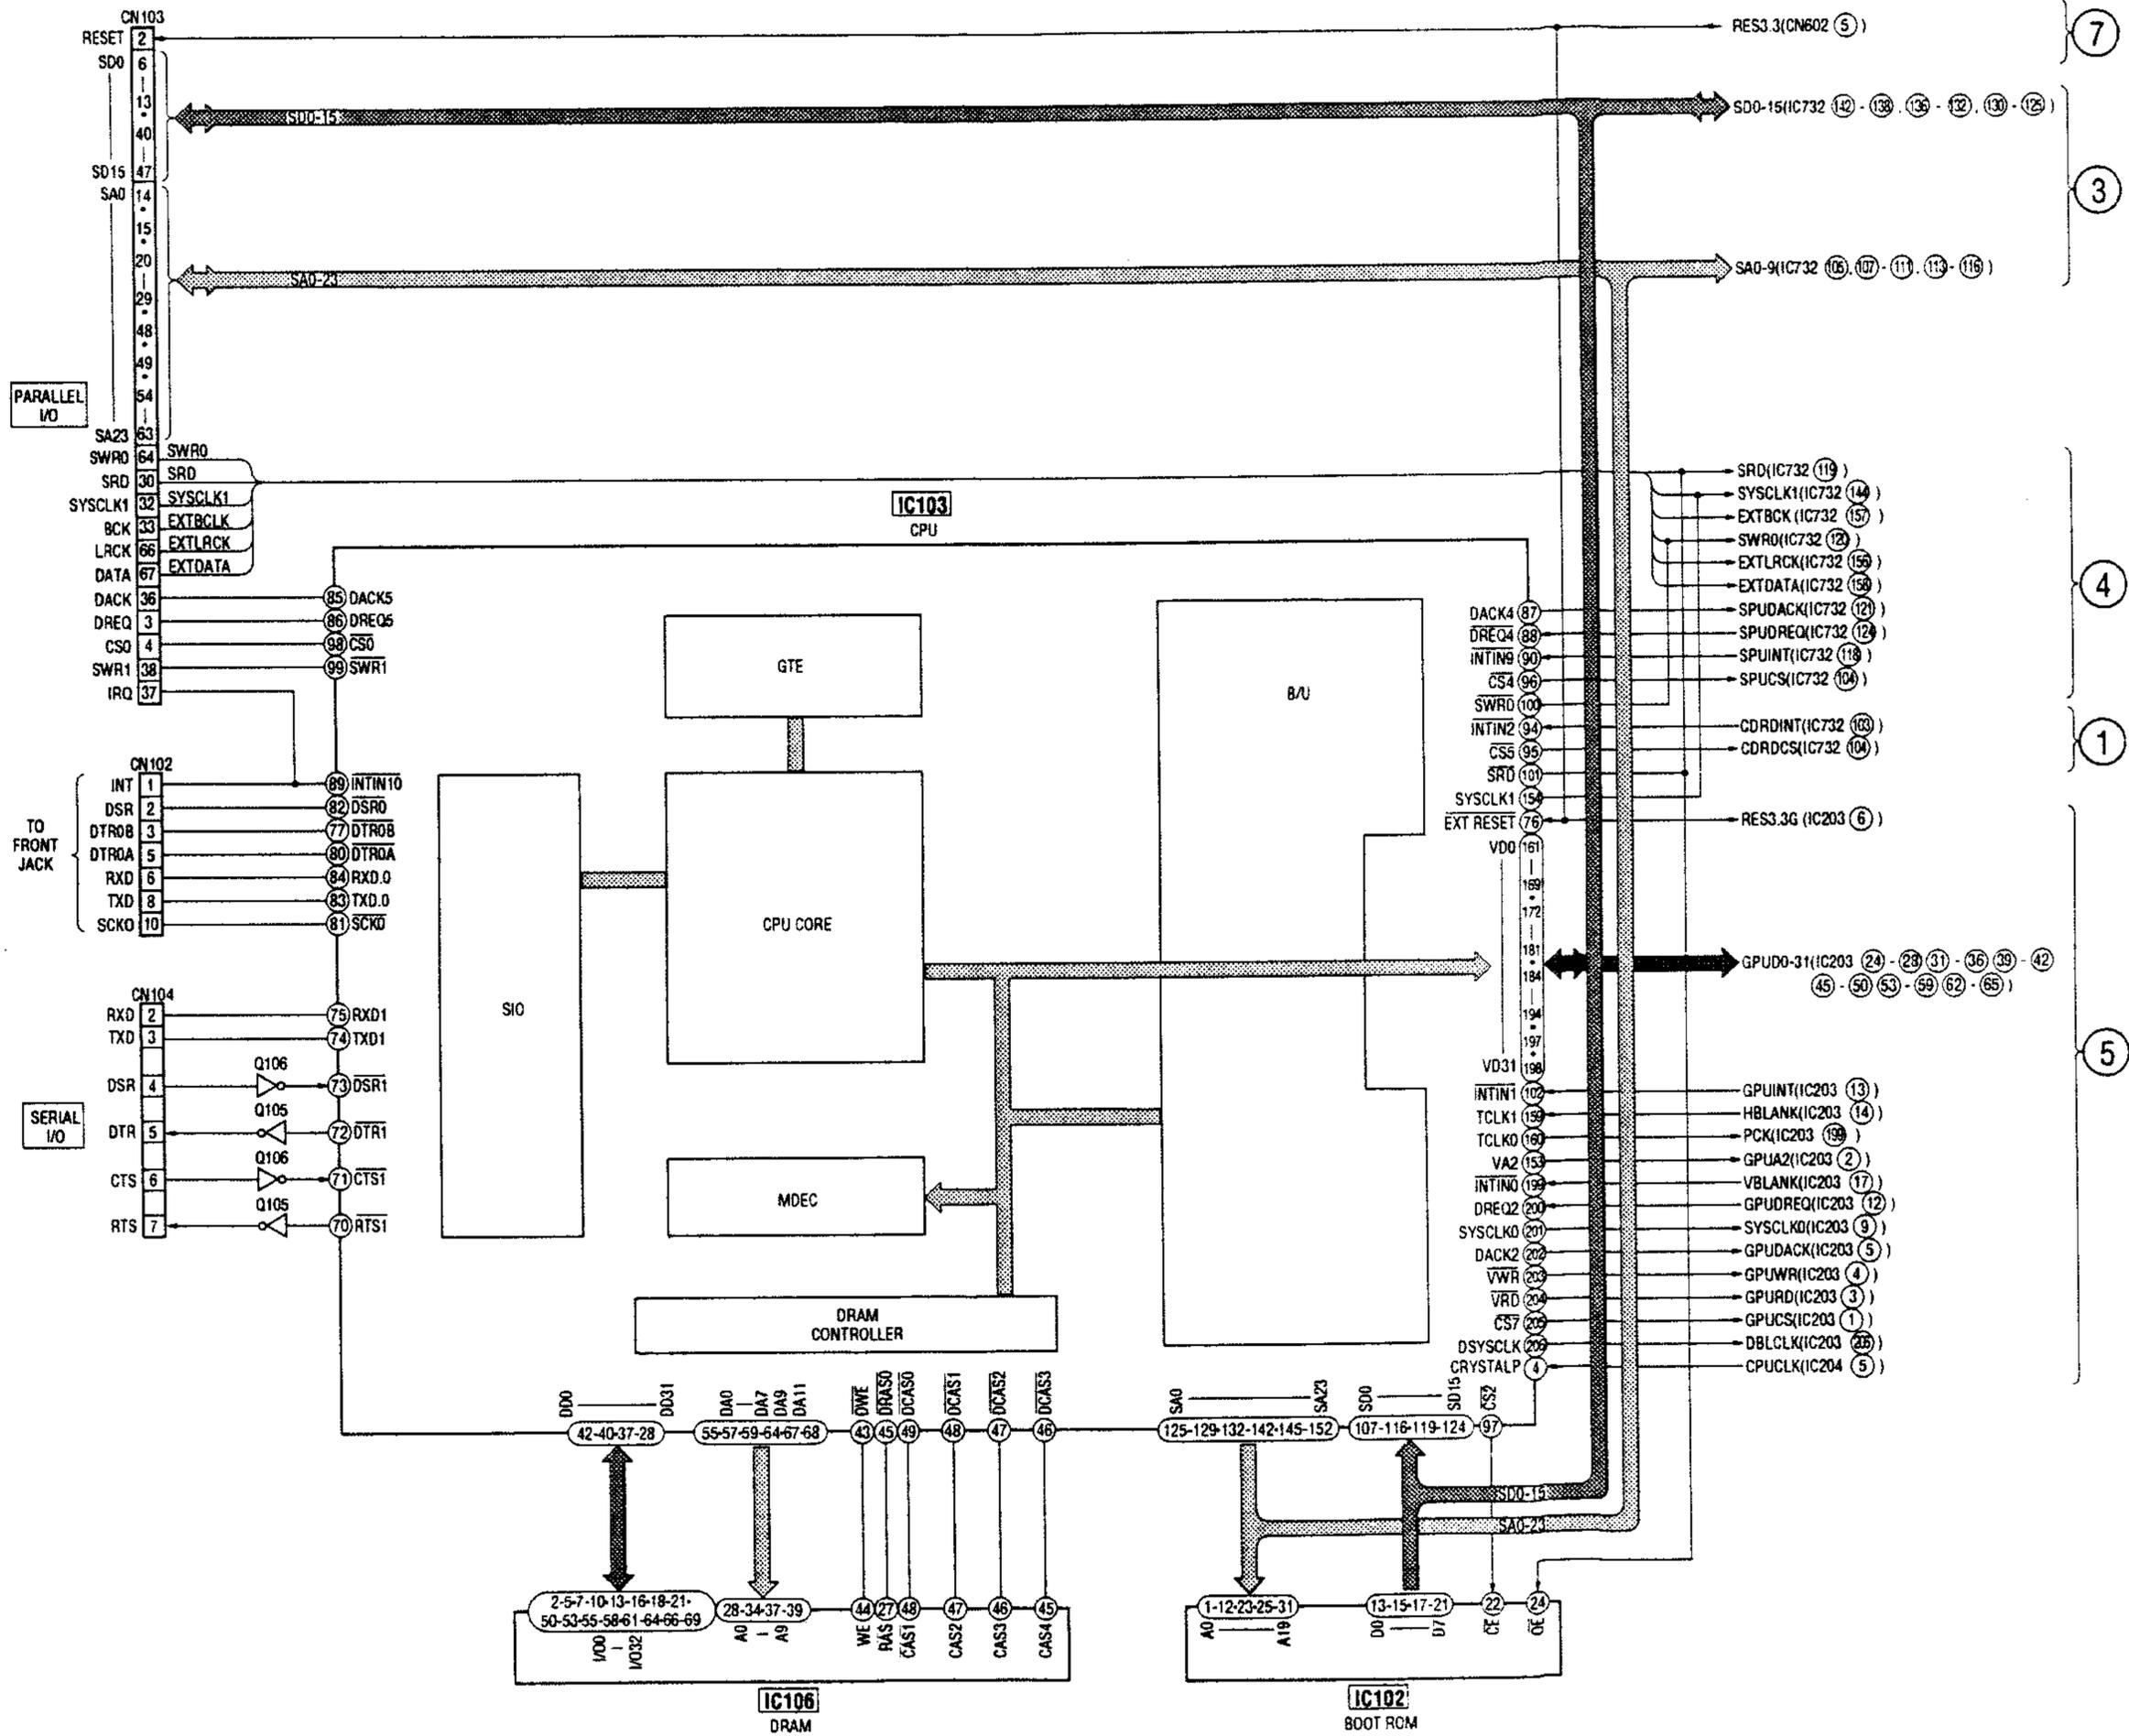 CN103
RESET 2
SD0 6
13
40
SD15 47
SA0 14
15
20
29
48
49
54
SA23 63
SWR0 64 SWR0
SRD 30 SRD
SYSCLK1 32 SYSCLK1
BCK 33 EXTBCLK
LRCK 66 EXTLRCK
DATA 67 EXTDATA
DACK 36
DREQ 3
CS0 4
SWR1 38
IRQ 37
PARALLEL
I/O
SD0-15
SA0-23
RES3.3(CN602 5 )
7
SD0-15(IC732 142 - 138 , 136 - 132 , 130 - 125 )
3
SA0-9(IC732 105 , 107 - 111 , 113 - 116 )
SRD(IC732 119 )
SYSCLK1(IC732 144 )
EXTBCK(IC732 157 )
SWR0(IC732 120 )
EXTLRCK(IC732 156 )
EXTDATA(IC732 158 )
SPUDACK(IC732 121 )
SPUDREQ(IC732 124 )
SPUINT(IC732 118 )
SPUCS(IC732 104 )
4
CDRDINT(IC732 103 )
CDRDCS(IC732 104 )
1
RES3.3G (IC203 6 )
GPUD0-31(IC203 24 - 28 31 - 36 39 - 42
45 - 50 53 - 59 62 - 65 )
5
GPUINT(IC203 13 )
HBLANK(IC203 14 )
PCK(IC203 199 )
GPUA2(IC203 2 )
VBLANK(IC203 17 )
GPUDREQ(IC203 12 )
SYSCLK0(IC203 9 )
GPUDACK(IC203 5 )
GPUWR(IC203 4 )
GPURD(IC203 3 )
GPUCS(IC203 1 )
DBLCLK(IC203 205 )
CPUCLK(IC204 5 )
IC103
CPU
85 DACK5
86 DREQ5
98 CS0
99 SWR1
89 INTIN10
82 DSR0
77 DTR0B
80 DTR0A
84 RXD.0
83 TXD.0
81 SCK0
75 RXD1
74 TXD1
73 DSR1
72 DTR1
71 CTS1
70 RTS1
GTE
B/U
SIO
CPU CORE
MDEC
DRAM
CONTROLLER
DACK4 87
DREQ4 88
INTIN9 90
CS4 96
SWR0 100
INTIN2 94
CS5 95
SRD 101
SYSCLK1 154
EXT RESET 76
VD0 161
169
172
181
184
194
197
VD31 198
INTIN1 102
TCLK1 159
TCLK0 160
VA2 153
INTIN0 199
DREQ2 200
SYSCLK0 201
DACK2 202
VWR 203
VRD 204
CS7 205
DSYSCLK 206
CRYSTALP 4
CN102
TO
FRONT
JACK
INT 1
DSR 2
DTR0B 3
DTR0A 5
RXD 6
TXD 8
SCK0 10
CN104
RXD 2
TXD 3
DSR 4 Q106
DTR 5 Q105
CTS 6 Q106
RTS 7 Q105
SERIAL
I/O
DD0 DD31
DA0 DA7 DA9 DA11
DWE DRAS0 DCAS0 DCAS1 DCAS2 DCAS3
SA0 SA23 SD0 SD15 CS2
42-40-37-28
55-57-59-64-67-68
43 45 49 48 47 46
125-129-132-142-145-152
107-116-119-124
97
SD0-15
SA0-23
2-5-7-10-13-16-18-21-
50-53-55-58-61-64-66-69
28-34-37-39
44 27 48 47 46 45
1-12-23-25-31
13-15-17-21
22 24
I/O0 I/O32
A0 A9
WE RAS CAS1 CAS2 CAS3 CAS4
A0 A19 D0 D7 CE OE
IC106
DRAM
IC102
BOOT ROM